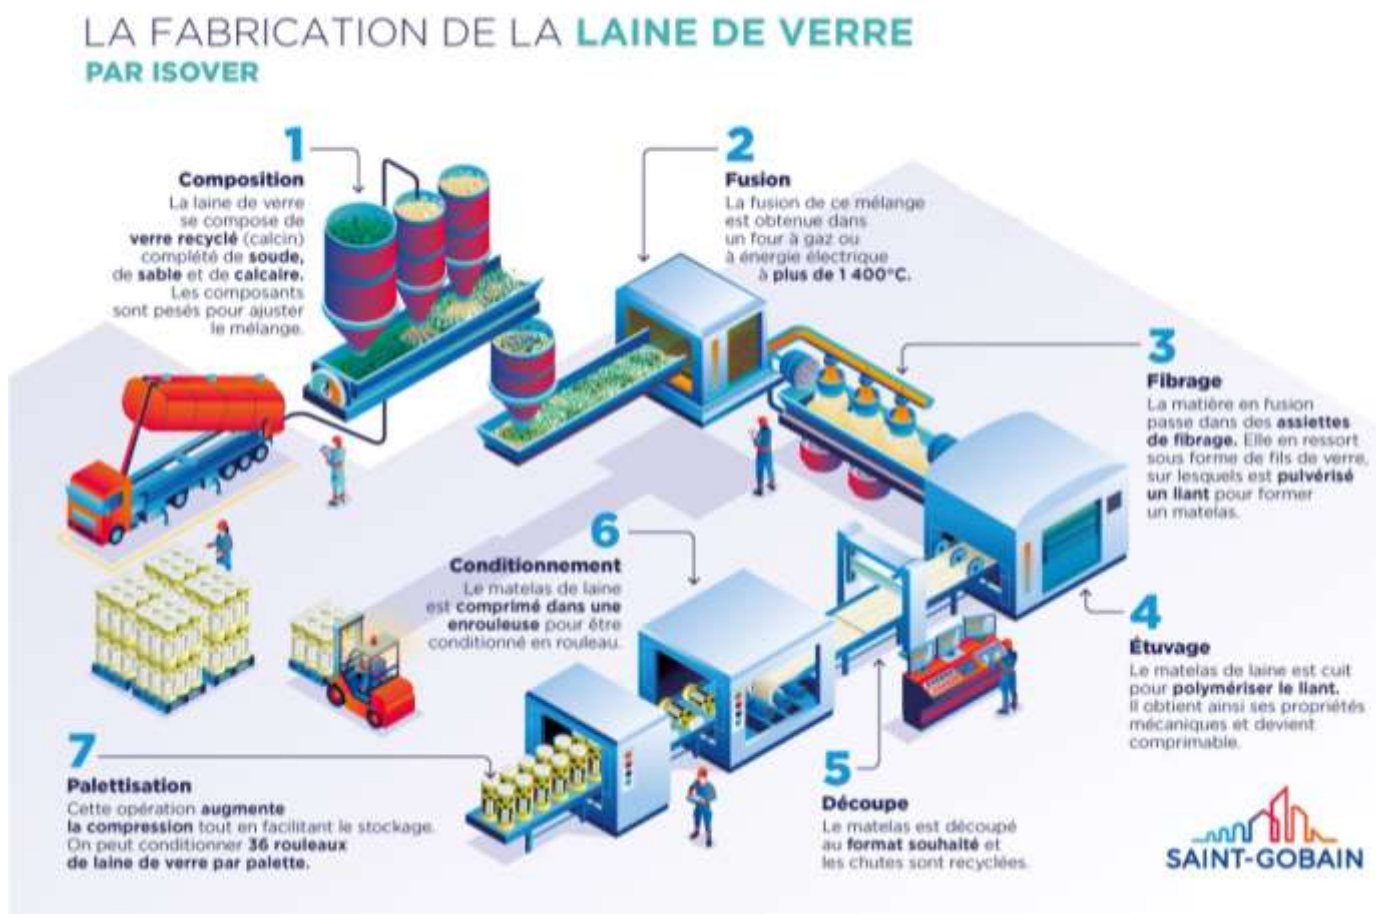 LA FABRICATION DE LA LAINE DE VERRE
PAR ISOVER
1
Composition
La laine de verre
se compose de
verre recyclé (calcin)
complété de soude,
de sable et de calcaire.
Les composants
sont pesés pour ajuster
le mélange.
2
Fusion
La fusion de ce mélange
est obtenue dans
un four à gaz ou
à énergie électrique
à plus de 1 400°C.
3
Fibrage
La matière en fusion
passe dans des assiettes
de fibrage. Elle en ressort
sous forme de fils de verre,
sur lesquels est pulvérisé
un liant pour former
un matelas.
4
Étuvage
Le matelas de laine est cuit
pour polymériser le liant.
Il obtient ainsi ses propriétés
mécaniques et devient
comprimable.
5
Découpe
Le matelas est découpé
au format souhaité et
les chutes sont recyclées.
6
Conditionnement
Le matelas de laine
est comprimé dans une
enrouleuse pour être
conditionné en rouleau.
7
Palettisation
Cette opération augmente
la compression tout en facilitant le stockage.
On peut conditionner 36 rouleaux
de laine de verre par palette.
SAINT-GOBAIN